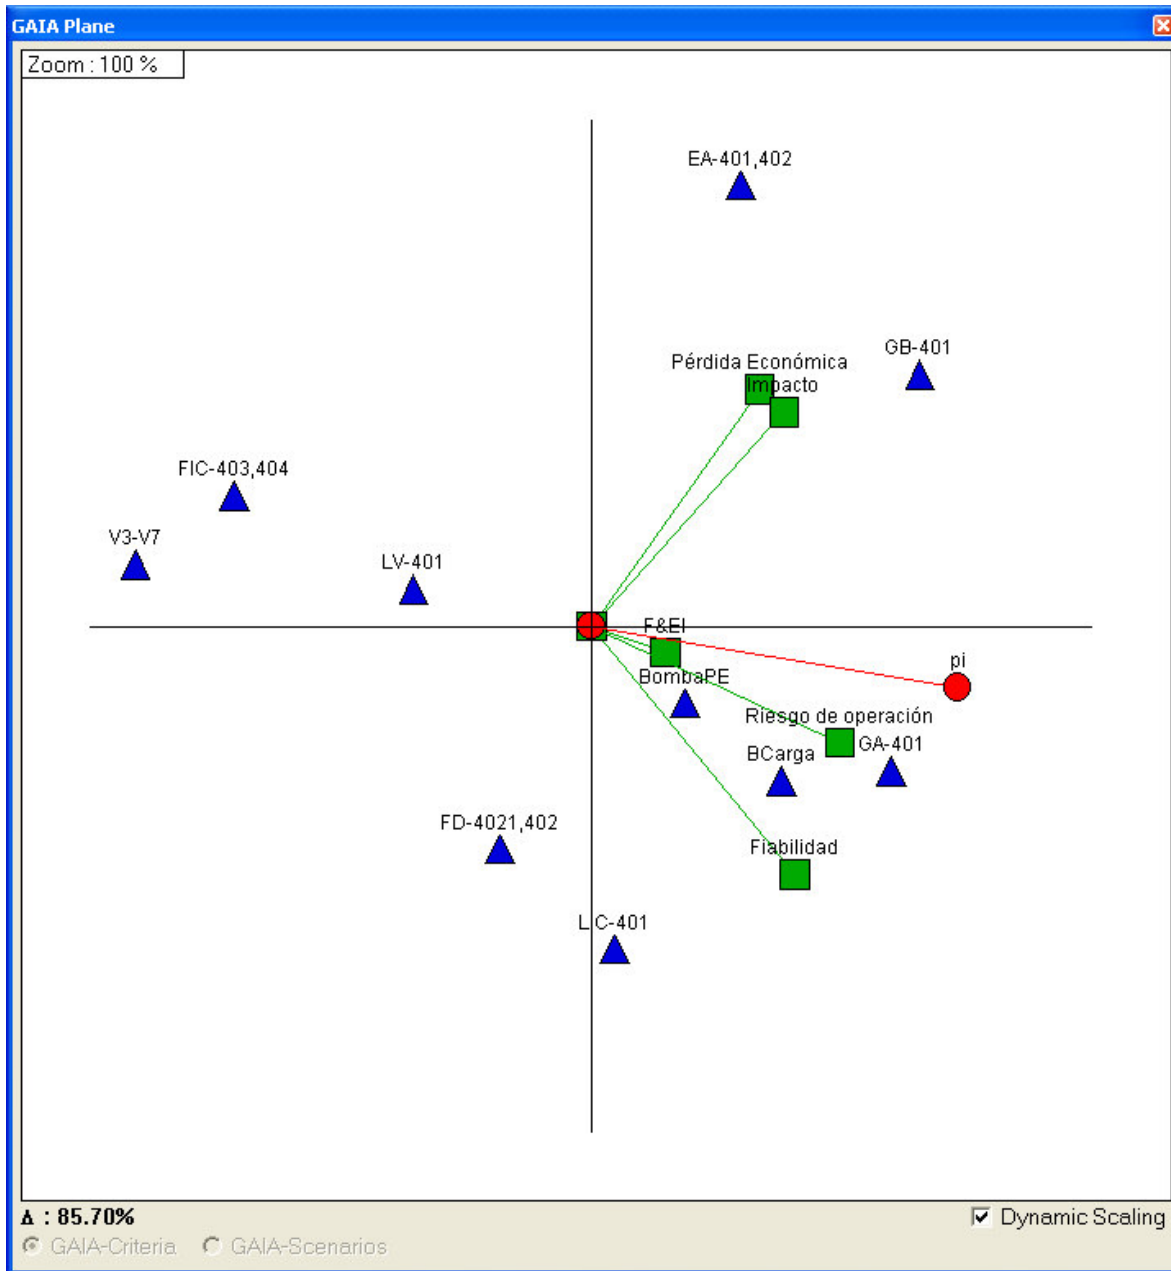 GAIA Plane
Zoom : 100 %
EA-401,402
GB-401
Pérdida Económica
Impacto
FIC-403,404
V3-V7
LV-401
F&EI
pi
BombaPE
Riesgo de operación
BCarga
GA-401
FD-4021,402
Fiabilidad
LIC-401
Δ : 85.70%
Dynamic Scaling
GAIA-Criteria
GAIA-Scenarios